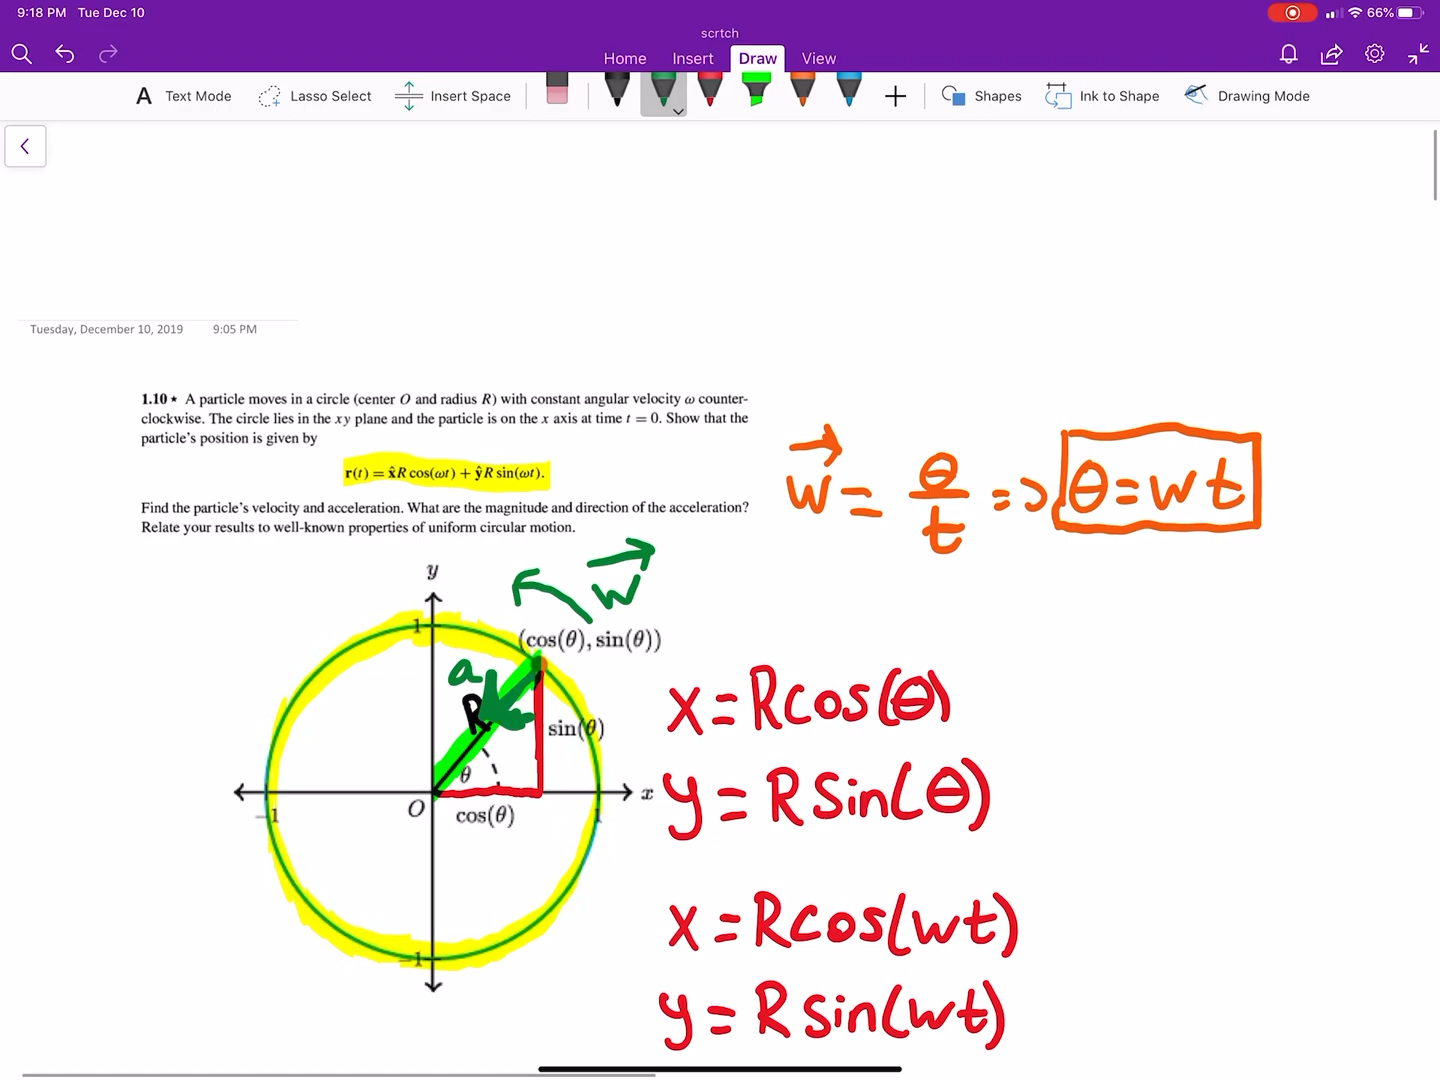 9:18 PM Tue Dec 10
66%
scrtch
Home Insert Draw View
A Text Mode Lasso Select Insert Space Shapes Ink to Shape Drawing Mode
Tuesday, December 10, 2019 9:05 PM
1.10 ⋆ A particle moves in a circle (center O and radius R) with constant angular velocity ω counter-
clockwise. The circle lies in the xy plane and the particle is on the x axis at time t = 0. Show that the
particle's position is given by
r(t) = x̂R cos(ωt) + ŷR sin(ωt).
Find the particle's velocity and acceleration. What are the magnitude and direction of the acceleration?
Relate your results to well-known properties of uniform circular motion.
w⃗ = θ/t => θ = wt
y
w⃗
1
(cos(θ), sin(θ))
a
R
sin(θ)
θ
x
O
cos(θ)
-1
1
-1
x = Rcos(θ)
y = RSin(θ)
x = Rcos(wt)
y = Rsin(wt)